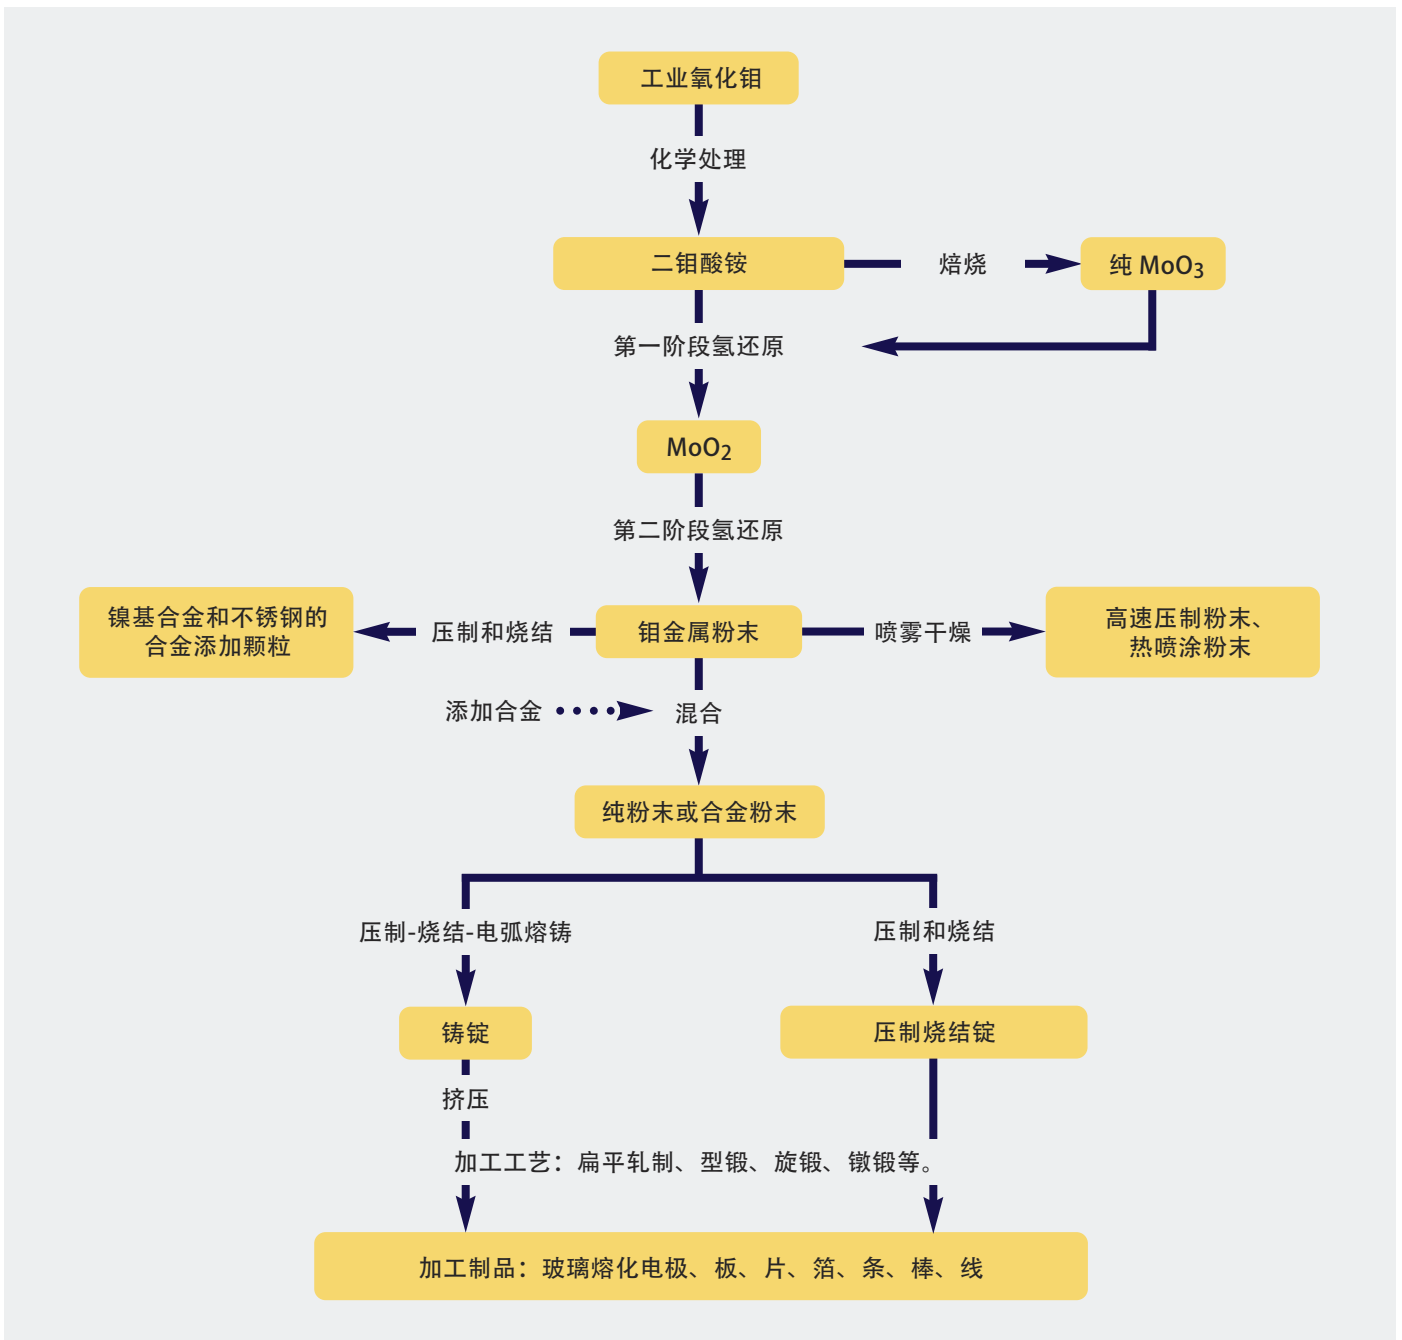 工业氧化钼
化学处理
二钼酸铵
焙烧
纯 MoO₃
第一阶段氢还原
MoO₂
第二阶段氢还原
镍基合金和不锈钢的
合金添加颗粒
压制和烧结
钼金属粉末
喷雾干燥
高速压制粉末、
热喷涂粉末
添加合金
混合
纯粉末或合金粉末
压制-烧结-电弧熔铸
压制和烧结
铸锭
压制烧结锭
挤压
加工工艺：扁平轧制、型锻、旋锻、镦锻等。
加工制品：玻璃熔化电极、板、片、箔、条、棒、线